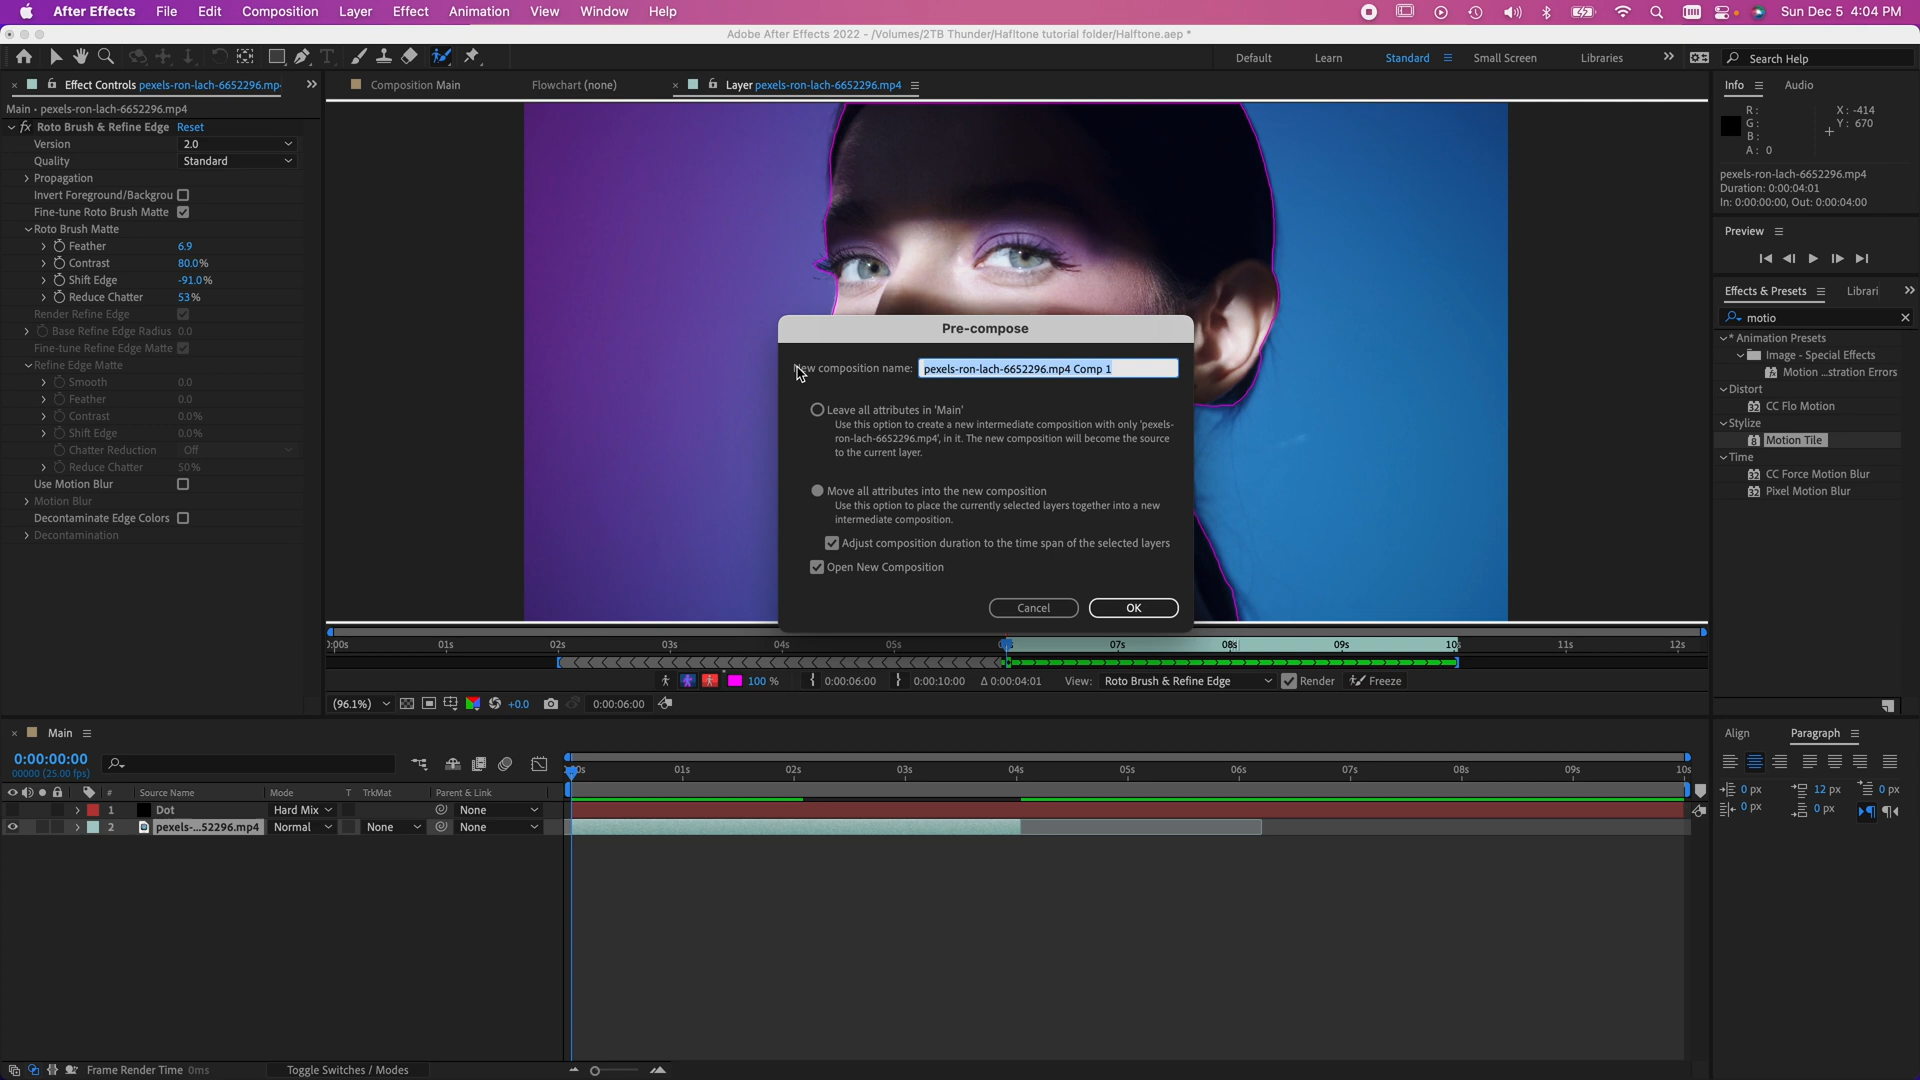 After Effects File Edit Composition Layer Effect Animation View Window Help Sun Dec 5 4:04 PM
Adobe After Effects 2022 - /Volumes/2TB Thunder/Hafltone tutorial folder/Halftone.aep *
Default Learn Standard Small Screen Libraries Search Help
Effect Controls pexels-ron-lach-6652296.mp
Composition Main Flowchart (none) Layer pexels-ron-lach-6652296.mp4
Main • pexels-ron-lach-6652296.mp4
fx Roto Brush & Refine Edge Reset
Version 2.0
Quality Standard
Propagation
Invert Foreground/Backgrou
Fine-tune Roto Brush Matte
Roto Brush Matte
Feather 6.9
Contrast 80.0%
Shift Edge -91.0%
Reduce Chatter 53%
Render Refine Edge
Base Refine Edge Radius 0.0
Fine-tune Refine Edge Matte
Refine Edge Matte
Smooth 0.0
Feather 0.0
Contrast 0.0%
Shift Edge 0.0%
Chatter Reduction Off
Reduce Chatter 50%
Use Motion Blur
Motion Blur
Decontaminate Edge Colors
Decontamination
Pre-compose
New composition name: pexels-ron-lach-6652296.mp4 Comp 1
Leave all attributes in 'Main'
Use this option to create a new intermediate composition with only 'pexels-
ron-lach-6652296.mp4', in it. The new composition will become the source
to the current layer.
Move all attributes into the new composition
Use this option to place the currently selected layers together into a new
intermediate composition.
Adjust composition duration to the time span of the selected layers
Open New Composition
Cancel OK
Info Audio
R: X: -414
G: Y: 670
B:
A: 0
pexels-ron-lach-6652296.mp4
Duration: 0:00:04:01
In: 0:00:00:00, Out: 0:00:04:00
Preview
Effects & Presets Librari
motio
* Animation Presets
Image - Special Effects
Motion ...stration Errors
Distort
CC Flo Motion
Stylize
Motion Tile
Time
CC Force Motion Blur
Pixel Motion Blur
01s 02s 03s 04s 05s 07s 08s 09s 10s 11s 12s
100 % 0:00:06:00 0:00:10:00 Δ 0:00:04:01 View: Roto Brush & Refine Edge Render Freeze
(96.1%) +0.0 0:00:06:00
Main
0:00:00:00
00000 (25.00 fps)
01s 02s 03s 04s 05s 06s 07s 08s 09s 10s
# Source Name Mode T TrkMat Parent & Link
1 Dot Hard Mix None
2 pexels-...52296.mp4 Normal None None
Align Paragraph
0 px 12 px 0 px
0 px 0 px
Frame Render Time 0ms Toggle Switches / Modes